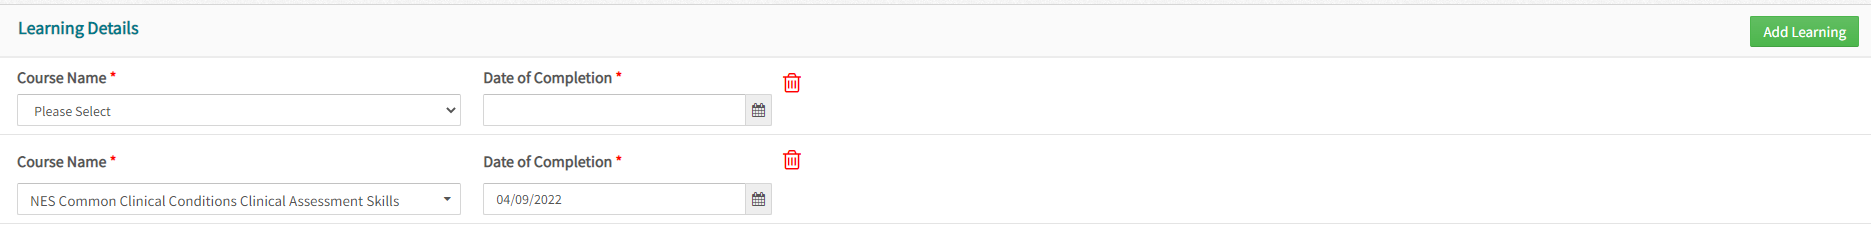 Learning Details
Add Learning
Course Name *
Date of Completion *
Please Select
Course Name *
Date of Completion *
NES Common Clinical Conditions Clinical Assessment Skills
04/09/2022